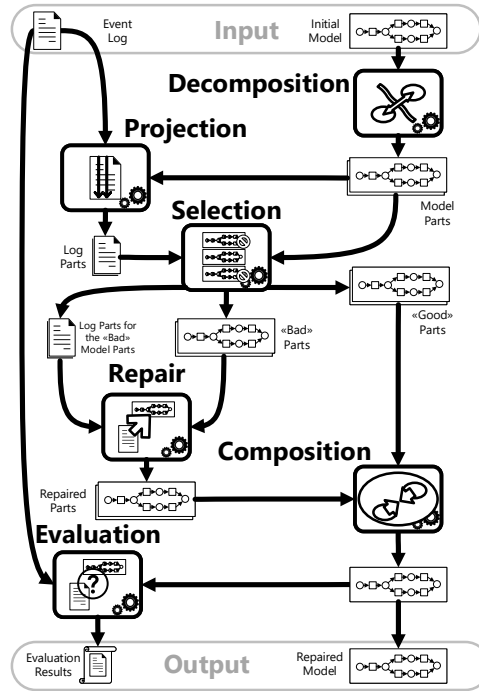 Event
Log
Input
Initial
Model
Decomposition
Projection
Model
Parts
Selection
Log
Parts
Log Parts for
the «Bad»
Model Parts
«Bad»
Parts
«Good»
Parts
Repair
Composition
Repaired
Parts
Evaluation
?
Evaluation
Results
Output
Repaired
Model